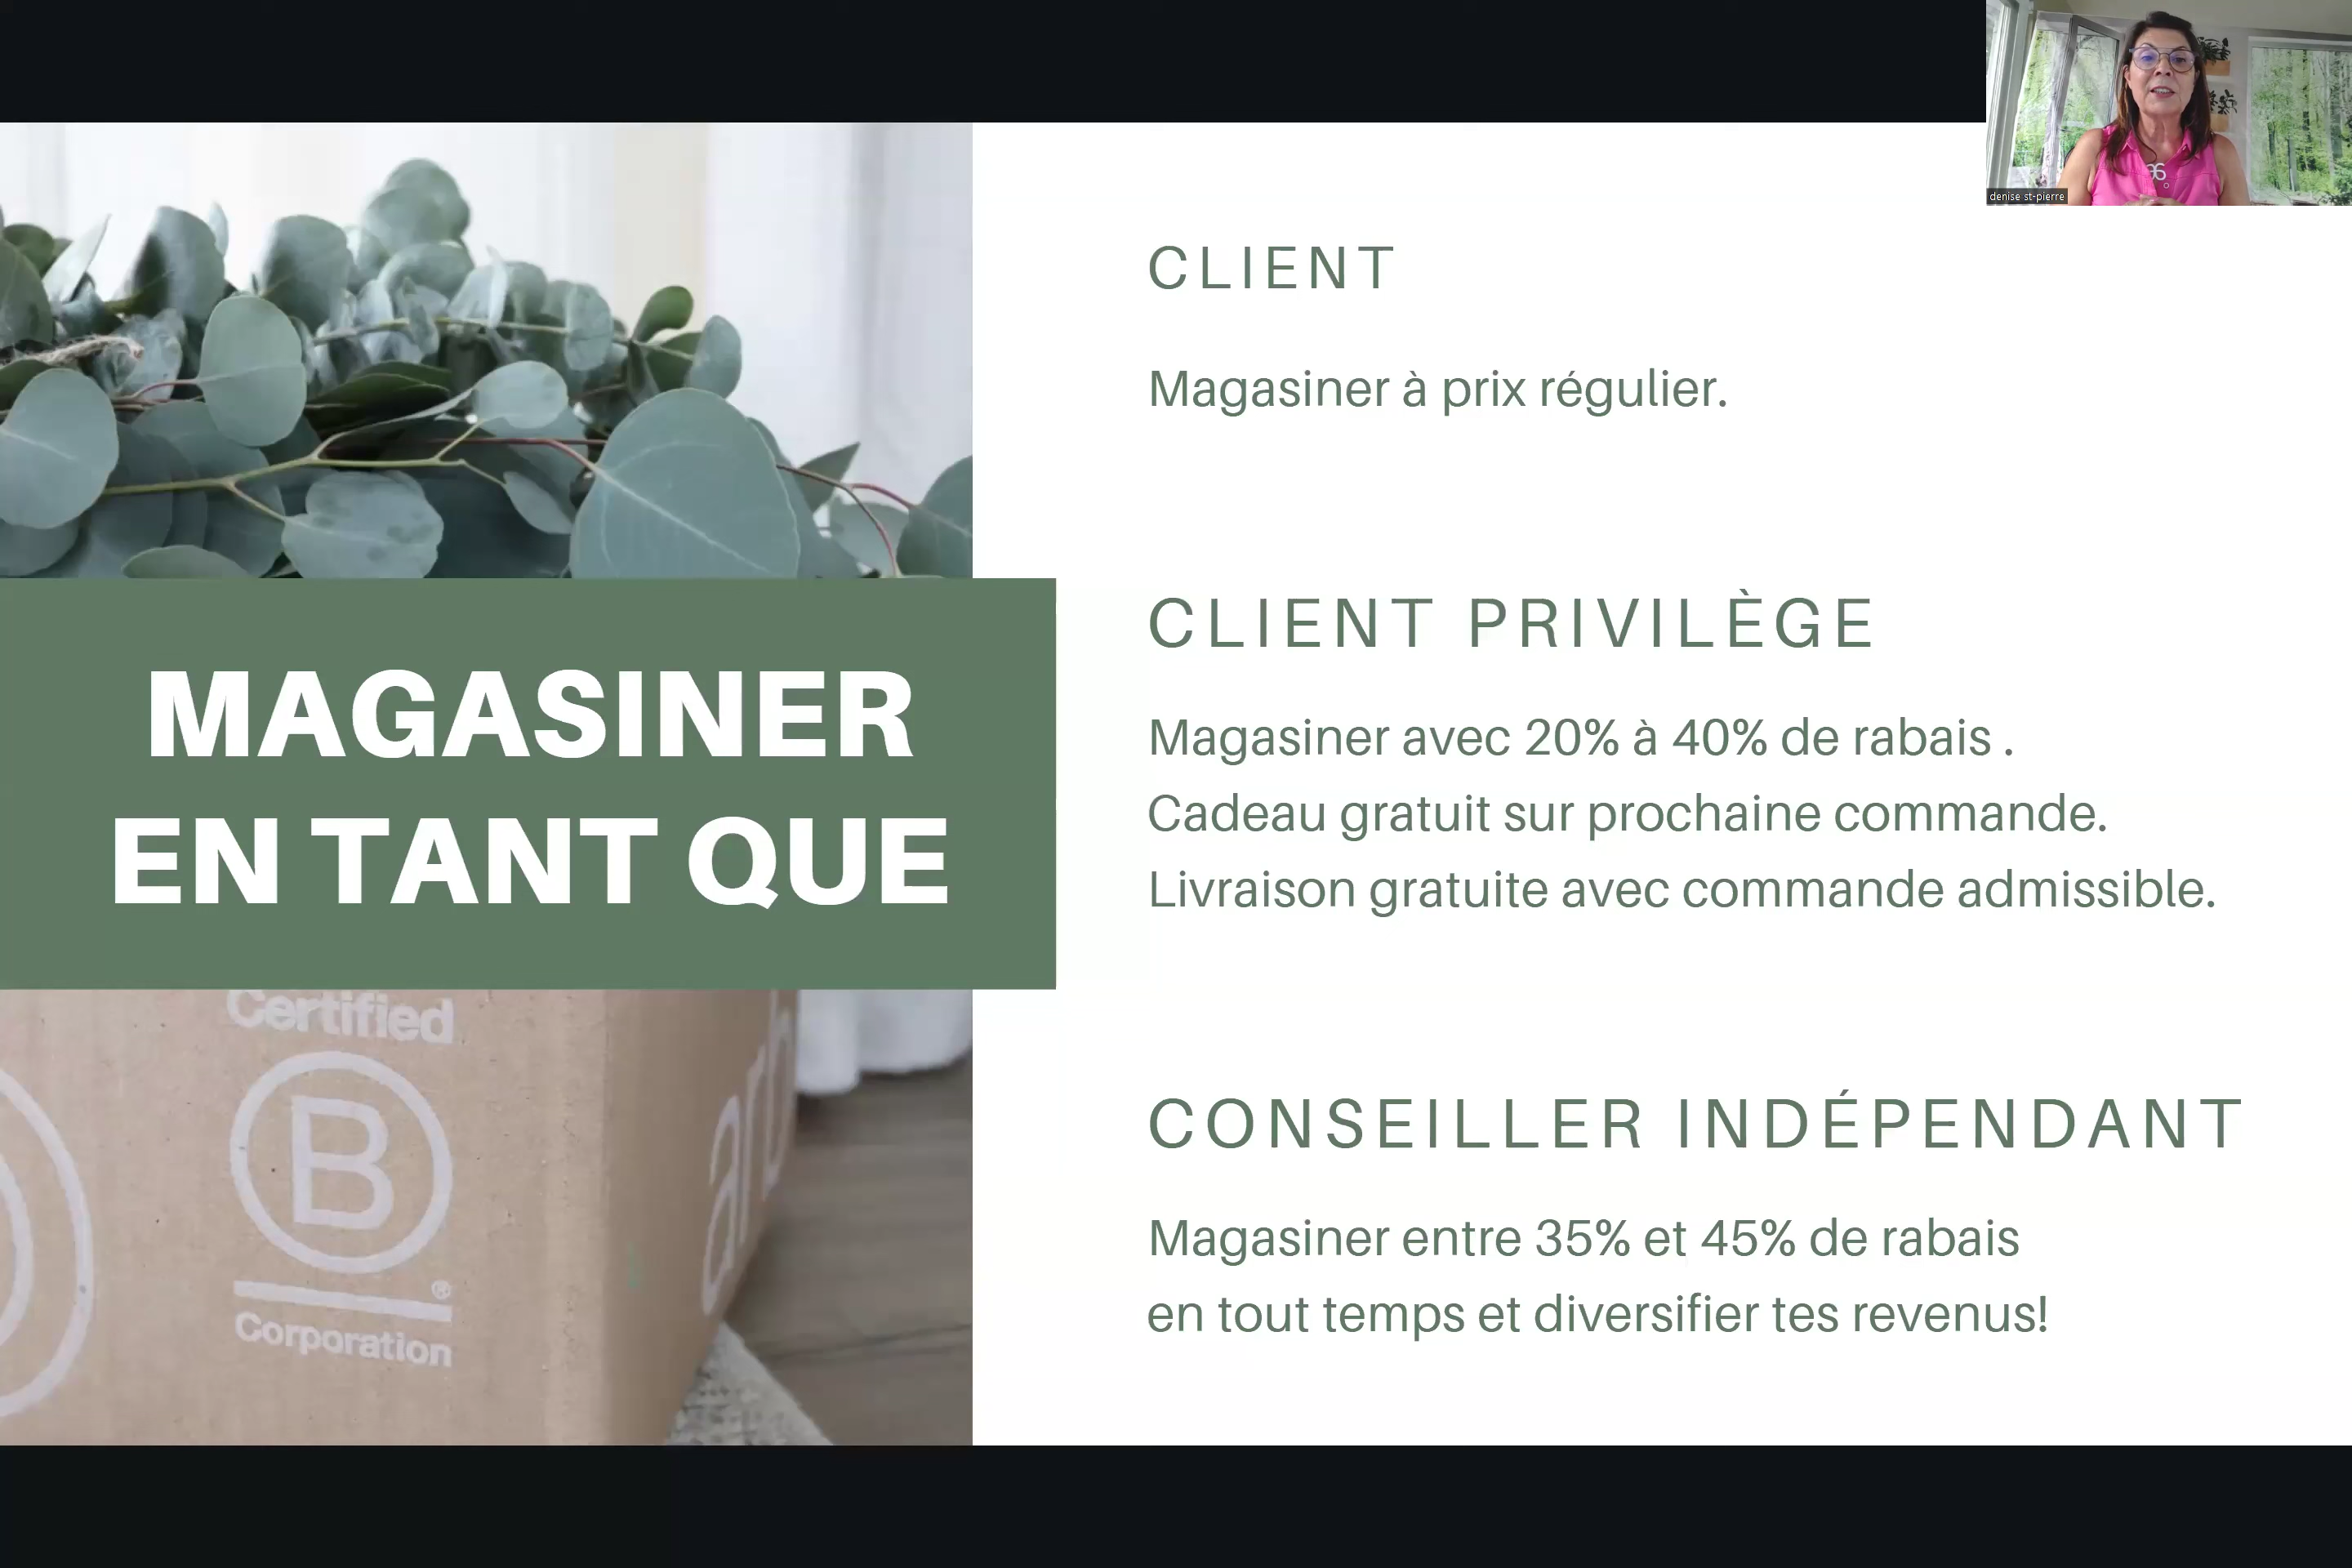 denise st-pierre
CLIENT
Magasiner à prix régulier.
CLIENT PRIVILÈGE
Magasiner avec 20% à 40% de rabais .
Cadeau gratuit sur prochaine commande.
Livraison gratuite avec commande admissible.
MAGASINER
EN TANT QUE
CONSEILLER INDÉPENDANT
Magasiner entre 35% et 45% de rabais
en tout temps et diversifier tes revenus!
Certified
B
®
Corporation
arb